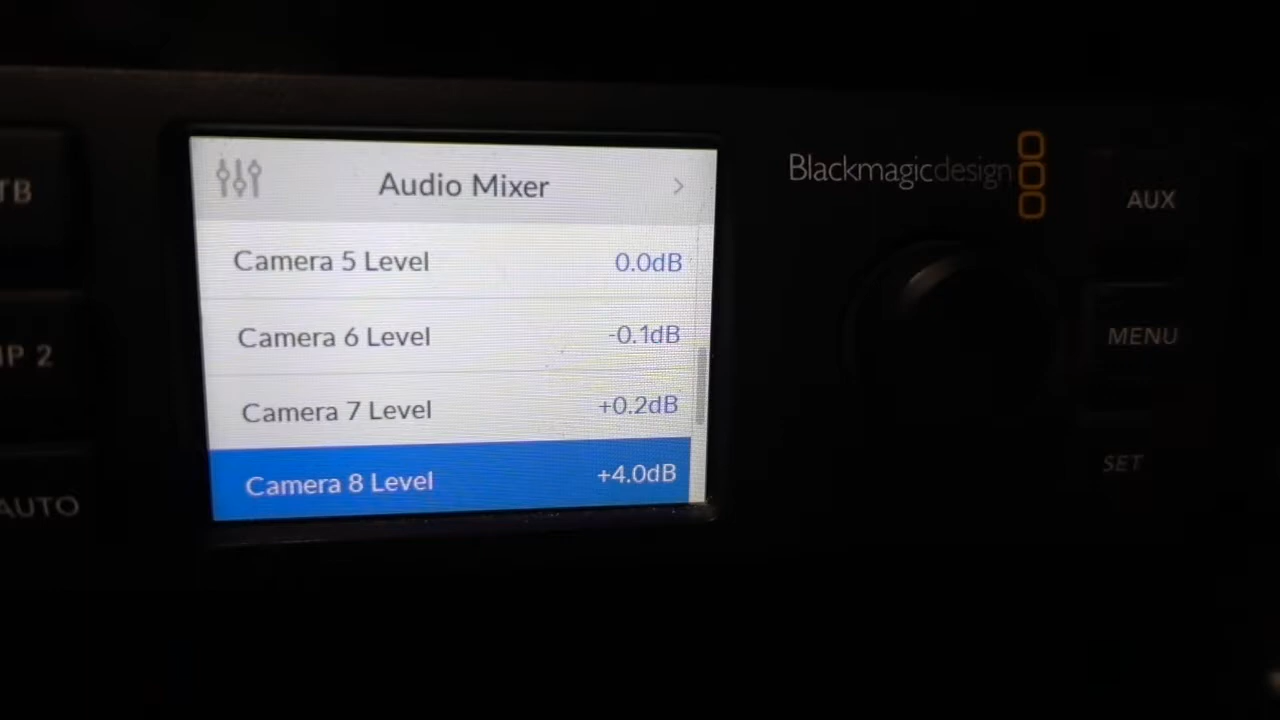 Audio Mixer >
Camera 5 Level 0.0dB
Camera 6 Level -0.1dB
Camera 7 Level +0.2dB
Camera 8 Level +4.0dB
Blackmagicdesign
AUX
MENU
SET
TB
IP 2
AUTO